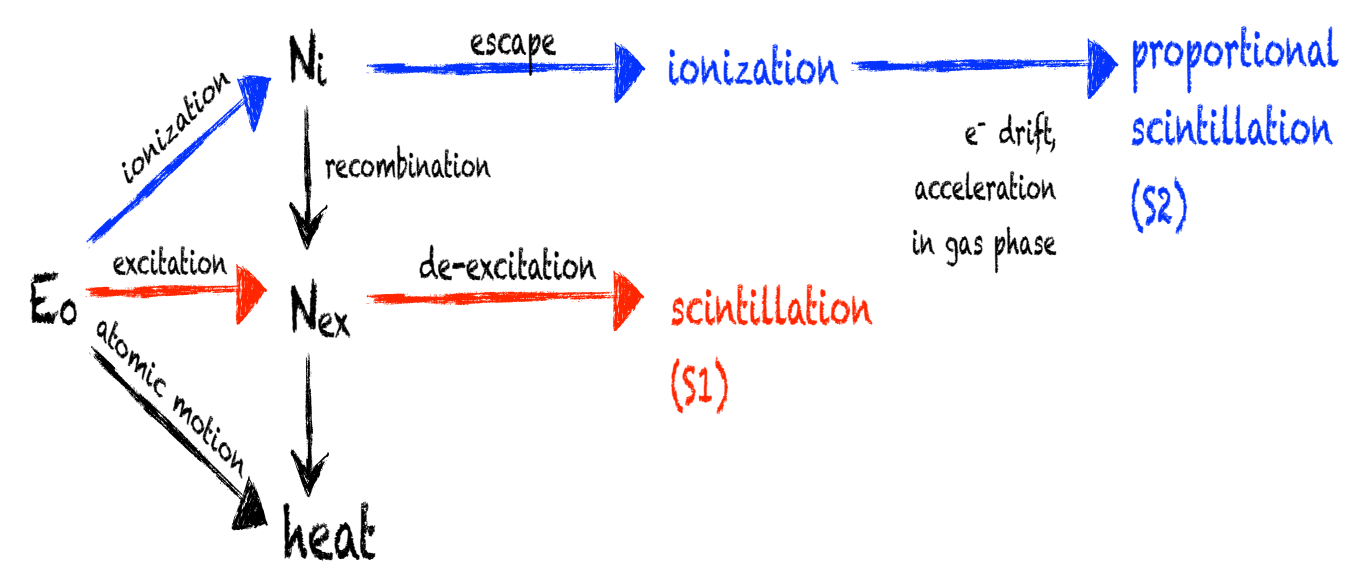 Ni
escape
ionization
proportional
scintillation
(S2)
ionization
recombination
e⁻ drift,
acceleration
in gas phase
E₀
excitation
Nex
de-excitation
scintillation
(S1)
atomic motion
heat